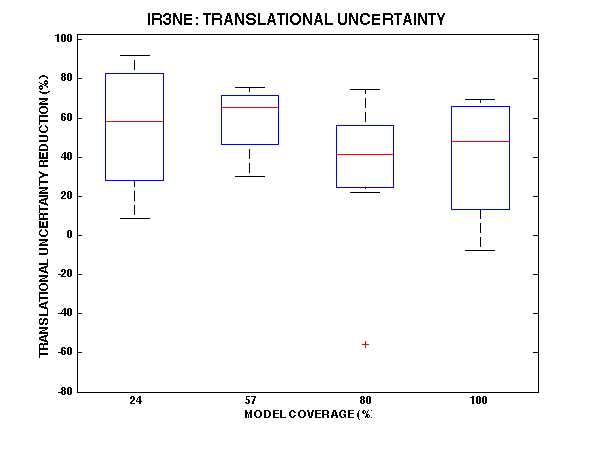 IR3NE: TRANSLATIONAL UNCERTAINTY
TRANSLATIONAL UNCERTAINTY REDUCTION (%)
100
80
60
40
20
0
-20
-40
-60
-80
24 57 80 100
MODEL COVERAGE (%)